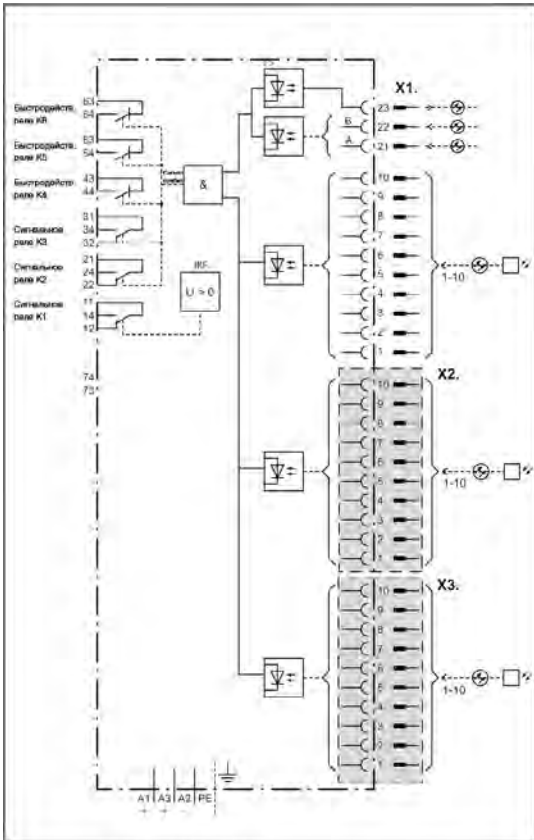 X1.
23
В
22
А
21
Быстродейств.
реле K6
63
64
Быстродейств.
реле K5
53
54
Быстродейств.
реле K4
43
44
&
Сигнальное
реле K3
31
34
32
Сигнальное
реле K2
21
24
22
IRF
U > 0
Сигнальное
реле K1
11
14
12
74
73
10
9
8
7
6
5
4
3
2
1
1-10
X2.
10
9
8
7
6
5
4
3
2
1
1-10
X3.
10
9
8
7
6
5
4
3
2
1
1-10
A1 A3 A2 PE